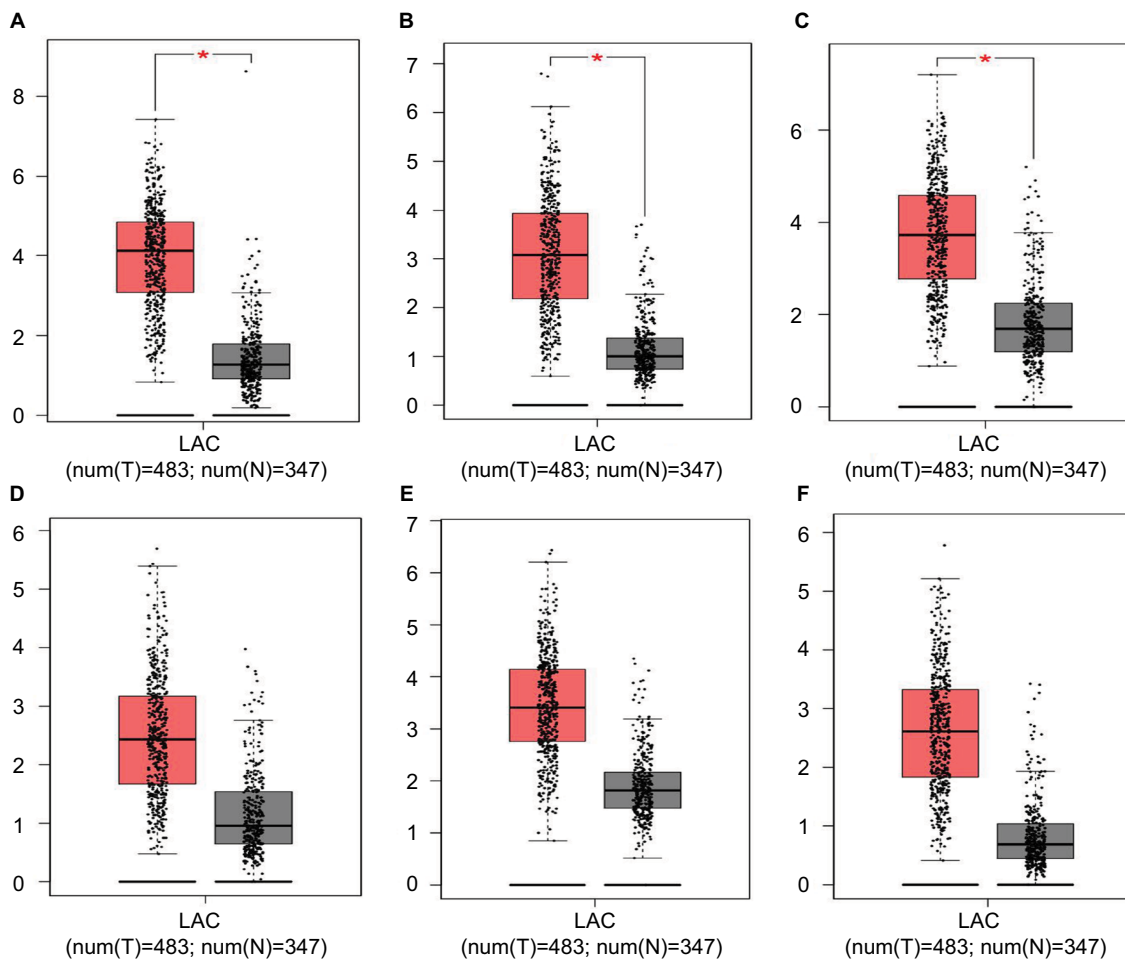 A
B
C
8
6
4
2
0
7
6
5
4
3
2
1
0
6
4
2
0
*
*
*
LAC
(num(T)=483; num(N)=347)
LAC
(num(T)=483; num(N)=347)
LAC
(num(T)=483; num(N)=347)
D
E
F
6
5
4
3
2
1
0
7
6
5
4
3
2
1
0
6
5
4
3
2
1
0
LAC
(num(T)=483; num(N)=347)
LAC
(num(T)=483; num(N)=347)
LAC
(num(T)=483; num(N)=347)